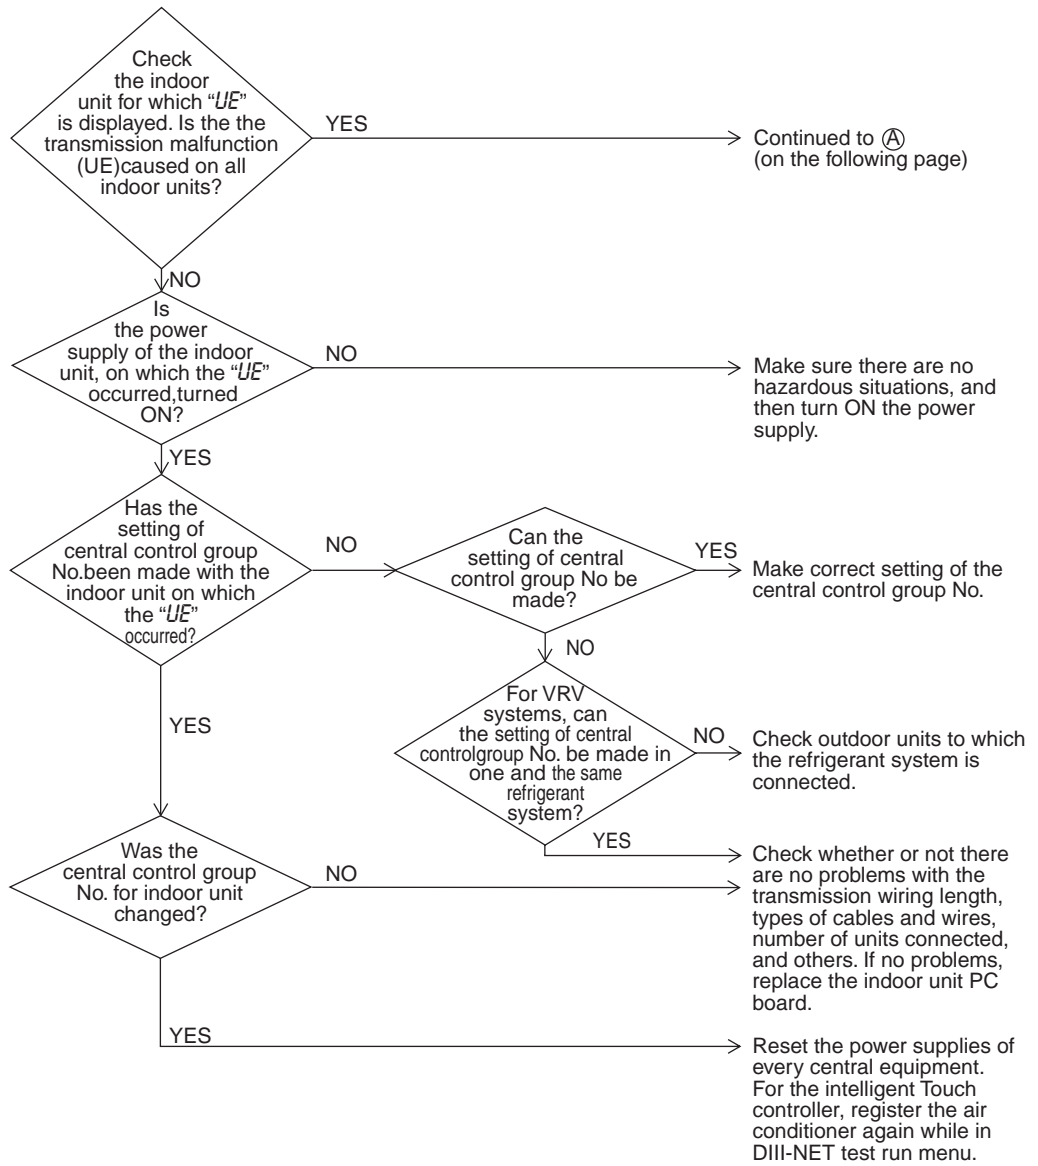 Check
the indoor
unit for which “UE”
is displayed. Is the the
transmission malfunction
(UE)caused on all
indoor units?
YES
Continued to Ⓐ
(on the following page)
NO
Is
the power
supply of the indoor
unit, on which the “UE”
occurred,turned
ON?
NO
Make sure there are no
hazardous situations, and
then turn ON the power
supply.
YES
Has the
setting of
central control group
No.been made with the
indoor unit on which
the “UE”
occurred?
NO
Can the
setting of central
control group No be
made?
YES
Make correct setting of the
central control group No.
NO
For VRV
systems, can
the setting of central
controlgroup No. be made in
one and the same
refrigerant
system?
NO
Check outdoor units to which
the refrigerant system is
connected.
YES
YES
Was the
central control group
No. for indoor unit
changed?
NO
Check whether or not there
are no problems with the
transmission wiring length,
types of cables and wires,
number of units connected,
and others. If no problems,
replace the indoor unit PC
board.
YES
Reset the power supplies of
every central equipment.
For the intelligent Touch
controller, register the air
conditioner again while in
DIII-NET test run menu.